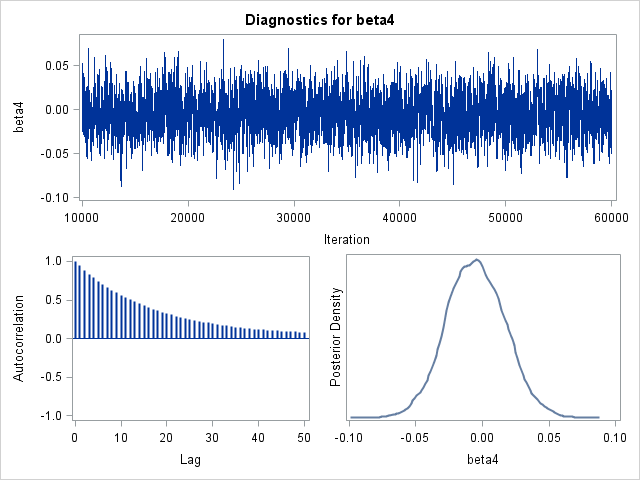 Diagnostics for beta4
beta4
0.05
0.00
-0.05
-0.10
10000 20000 30000 40000 50000 60000
Iteration
Autocorrelation
1.0
0.5
0.0
-0.5
-1.0
0 10 20 30 40 50
Lag
Posterior Density
-0.10 -0.05 0.00 0.05 0.10
beta4